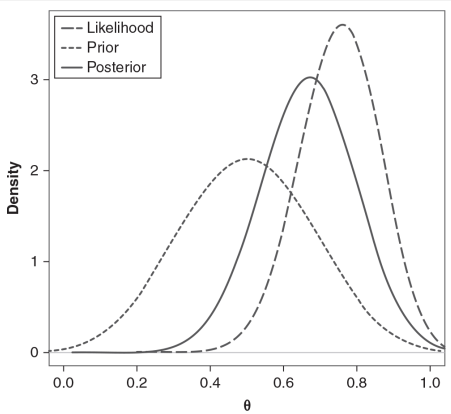 Likelihood
Prior
Posterior
Density
3
2
1
0
0.0 0.2 0.4 0.6 0.8 1.0
θ